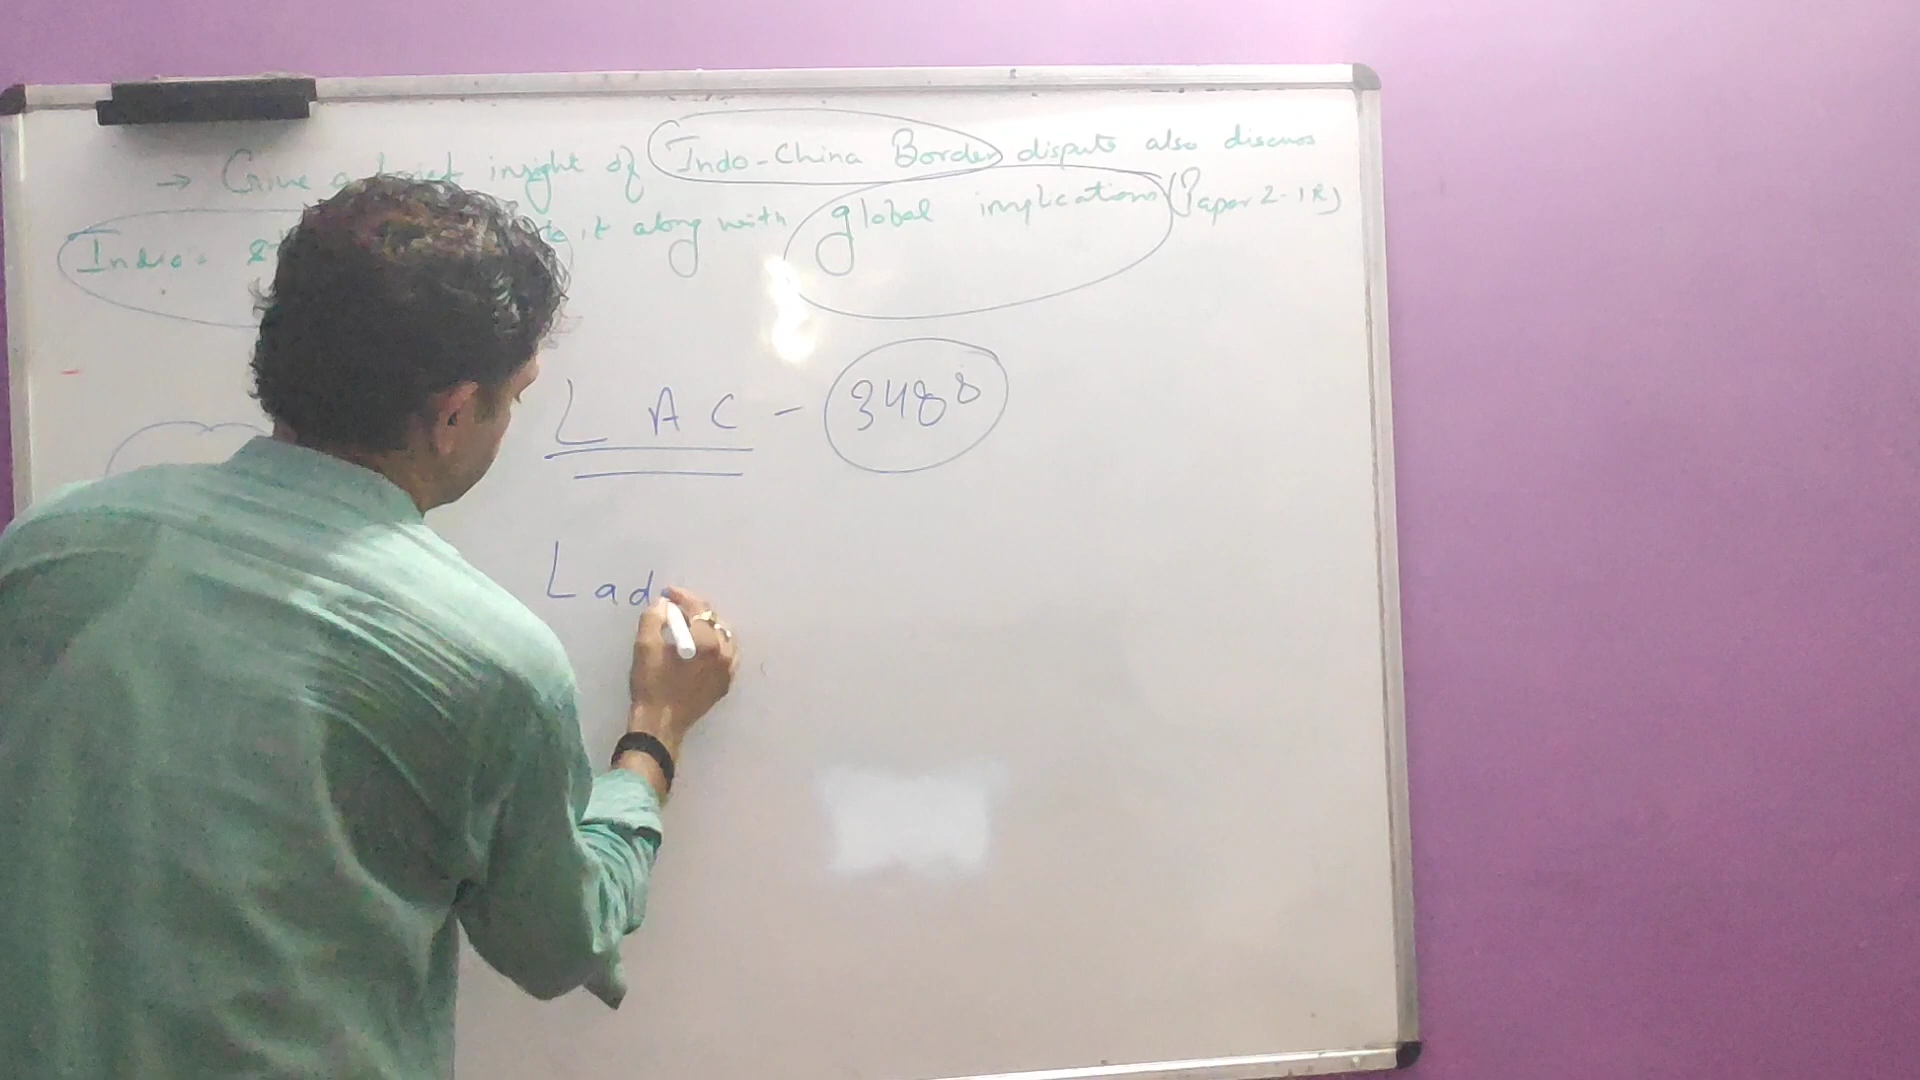 → Give a brief insight of Indo-China Border dispute also discuss
India's it along with global implications (Paper 2-IR)
L A C - 3488
Lad